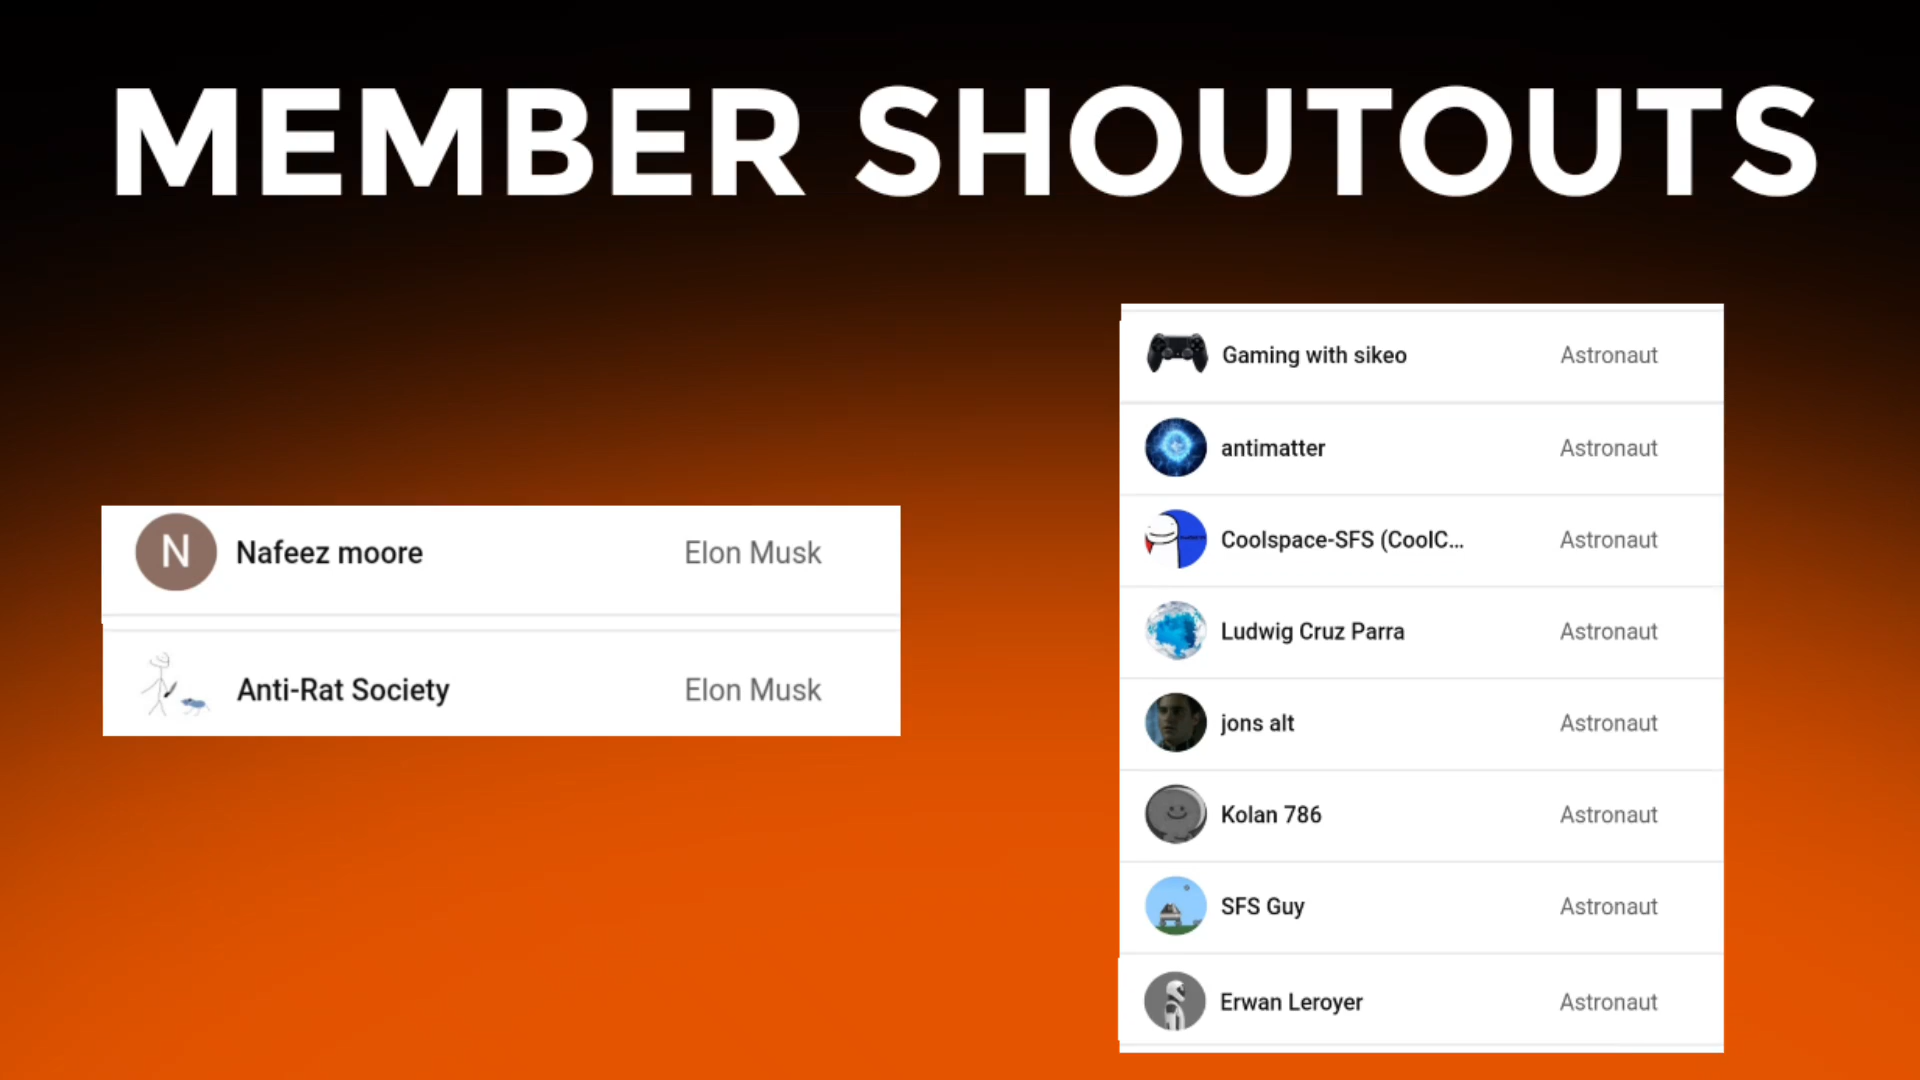 MEMBER SHOUTOUTS
N Nafeez moore Elon Musk
Anti-Rat Society Elon Musk
Gaming with sikeo Astronaut
antimatter Astronaut
Coolspace-SFS (CoolC... Astronaut
Ludwig Cruz Parra Astronaut
jons alt Astronaut
Kolan 786 Astronaut
SFS Guy Astronaut
Erwan Leroyer Astronaut